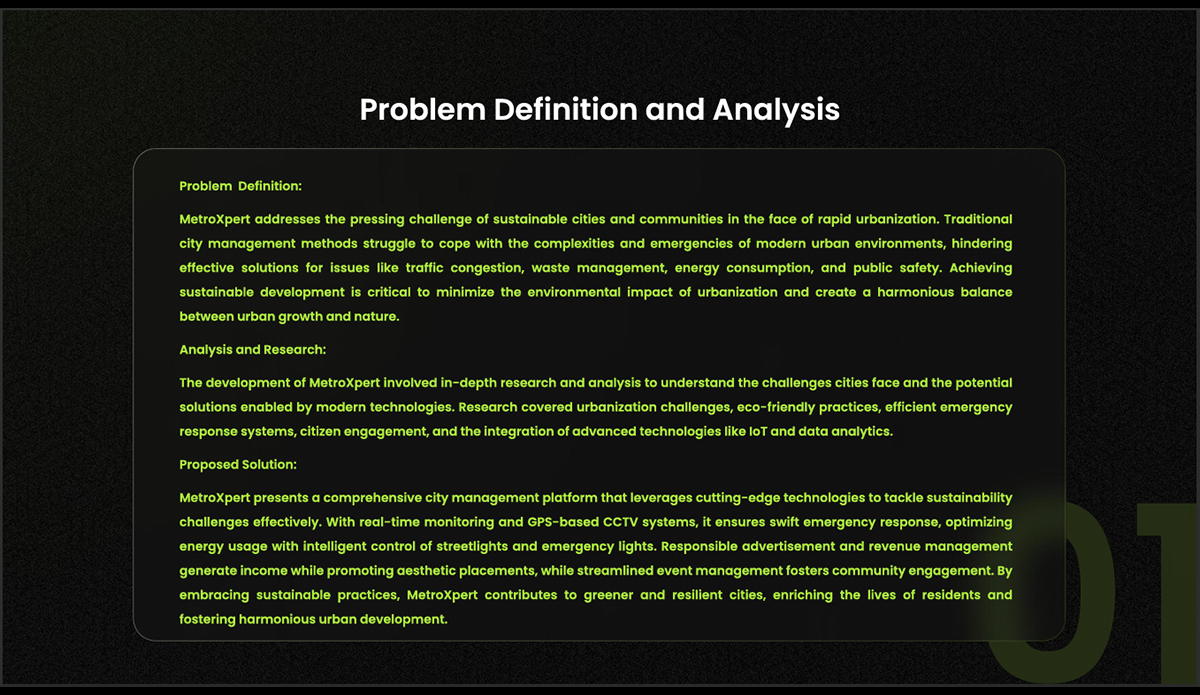 Problem Definition and Analysis
Problem Definition:
MetroXpert addresses the pressing challenge of sustainable cities and communities in the face of rapid urbanization. Traditional
city management methods struggle to cope with the complexities and emergencies of modern urban environments, hindering
effective solutions for issues like traffic congestion, waste management, energy consumption, and public safety. Achieving
sustainable development is critical to minimize the environmental impact of urbanization and create a harmonious balance
between urban growth and nature.
Analysis and Research:
The development of MetroXpert involved in-depth research and analysis to understand the challenges cities face and the potential
solutions enabled by modern technologies. Research covered urbanization challenges, eco-friendly practices, efficient emergency
response systems, citizen engagement, and the integration of advanced technologies like IoT and data analytics.
Proposed Solution:
MetroXpert presents a comprehensive city management platform that leverages cutting-edge technologies to tackle sustainability
challenges effectively. With real-time monitoring and GPS-based CCTV systems, it ensures swift emergency response, optimizing
energy usage with intelligent control of streetlights and emergency lights. Responsible advertisement and revenue management
generate income while promoting aesthetic placements, while streamlined event management fosters community engagement. By
embracing sustainable practices, MetroXpert contributes to greener and resilient cities, enriching the lives of residents and
fostering harmonious urban development.
01